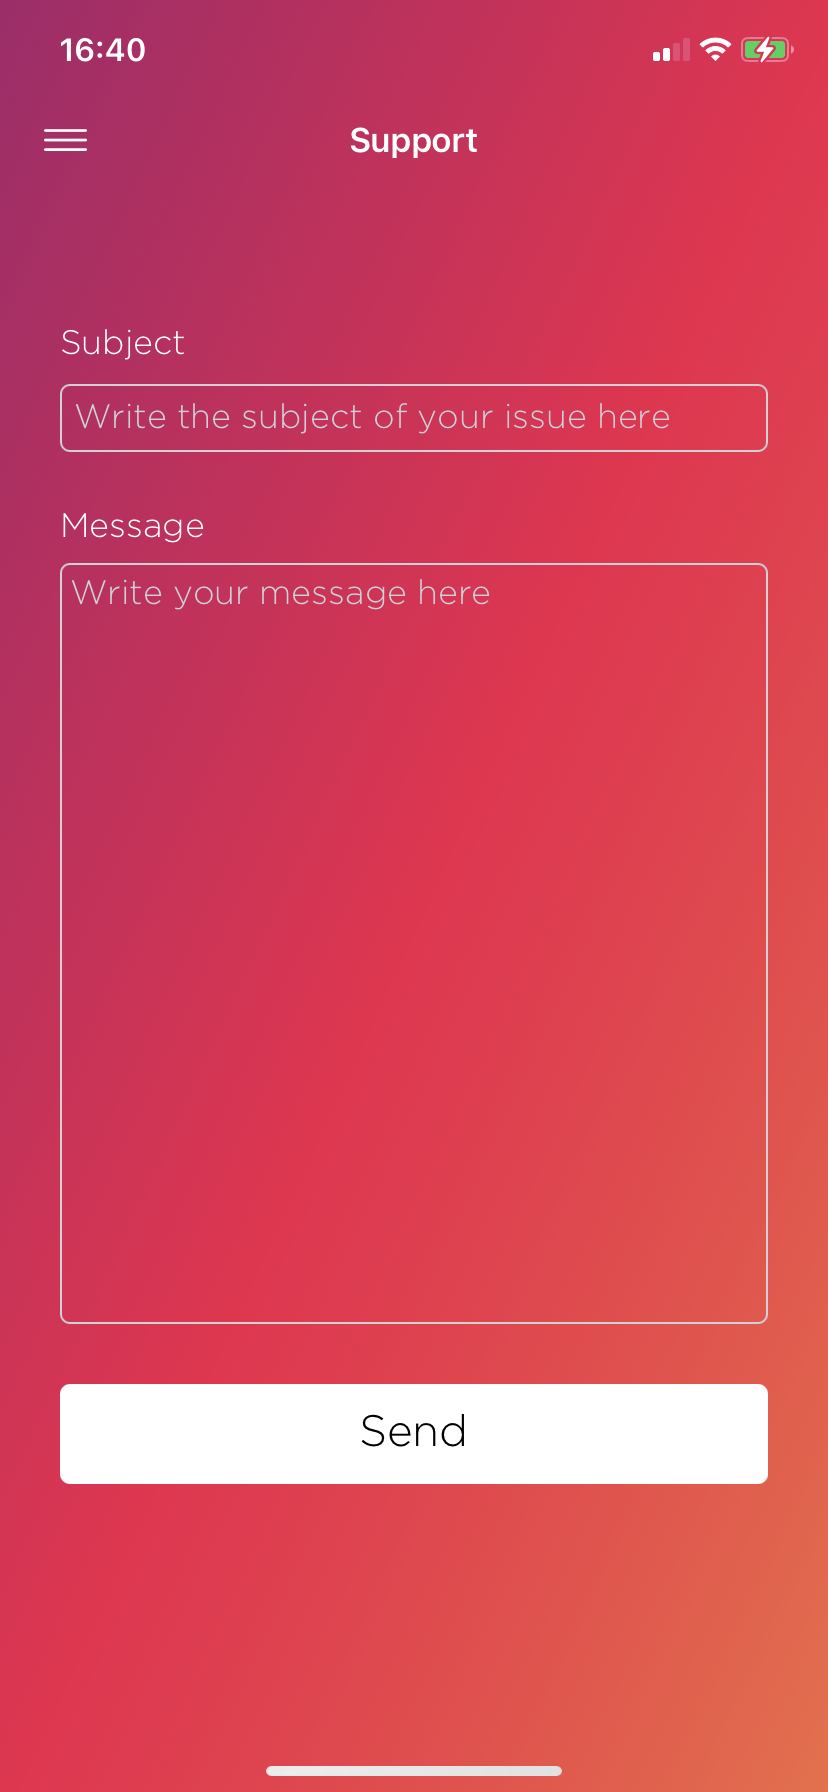 16:40
Support
Subject
Write the subject of your issue here
Message
Write your message here
Send